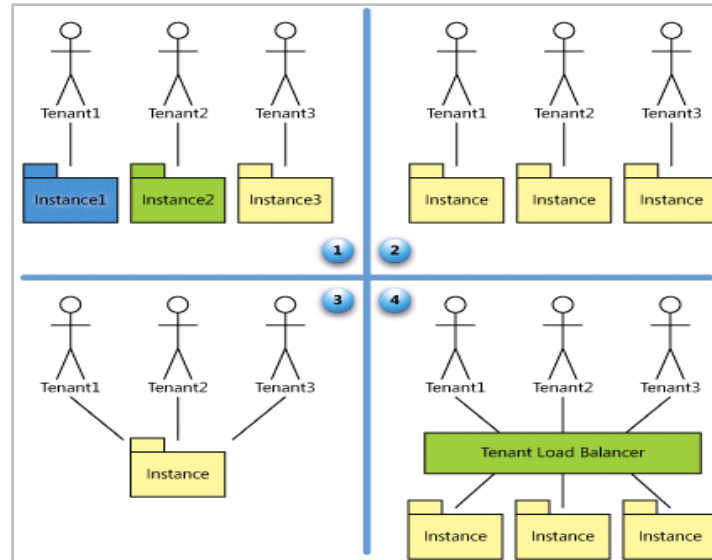 Tenant1 Tenant2 Tenant3
Instance1 Instance2 Instance3
1
Tenant1 Tenant2 Tenant3
Instance Instance Instance
2
3
Tenant1 Tenant2 Tenant3
Instance
4
Tenant1 Tenant2 Tenant3
Tenant Load Balancer
Instance Instance Instance